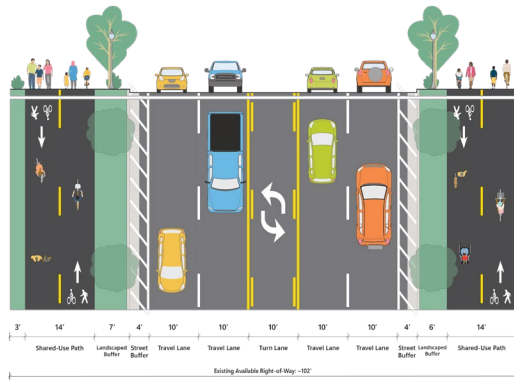 3' 14' 7' 4' 10' 10' 10' 10' 10' 4' 6' 14'
Shared-Use Path Landscaped Buffer Street Buffer Travel Lane Travel Lane Turn Lane Travel Lane Travel Lane Street Buffer Landscaped Buffer Shared-Use Path
Existing Available Right-of-Way: ~102'